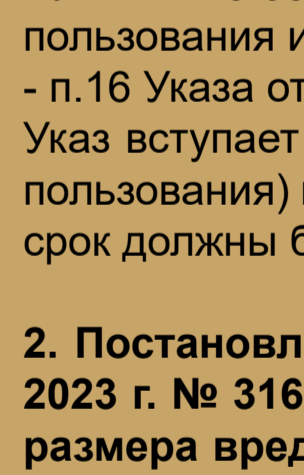 пользования и
- п.16 Указа от
Указ вступает
пользования)
срок должны
2. Постановл
2023 г. № 316
размера вред